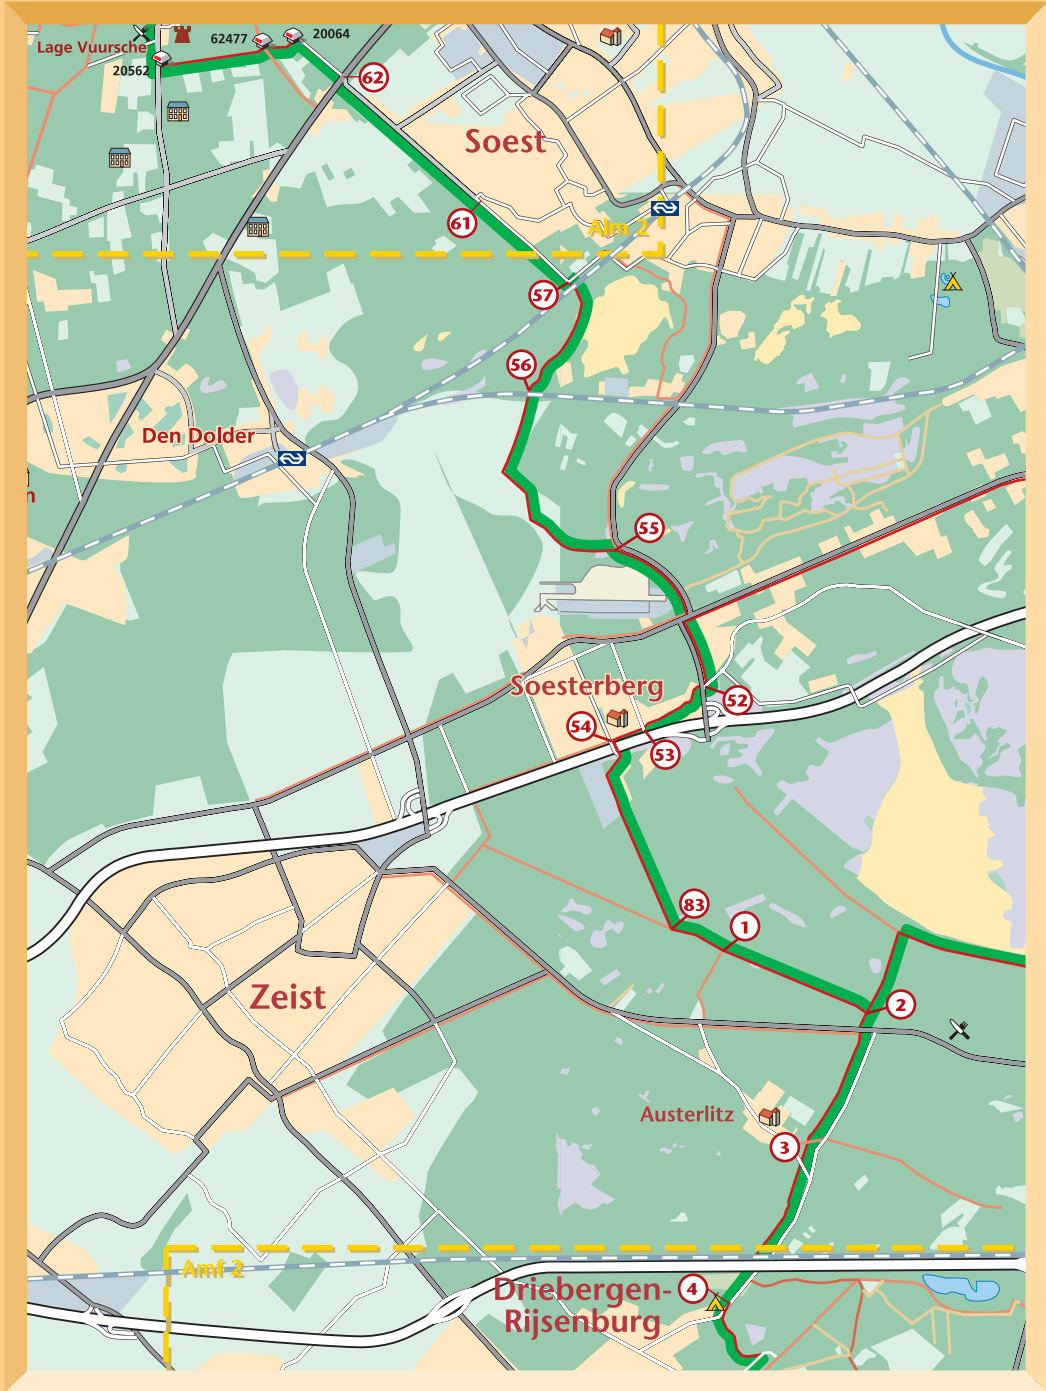 62477
20064
Lage Vuursche
20562
62
Soest
61
Alm 2
57
56
Den Dolder
n
55
Soesterberg
52
54
53
83
1
Zeist
2
Austerlitz
3
Amf 2
Driebergen-
Rijsenburg
4